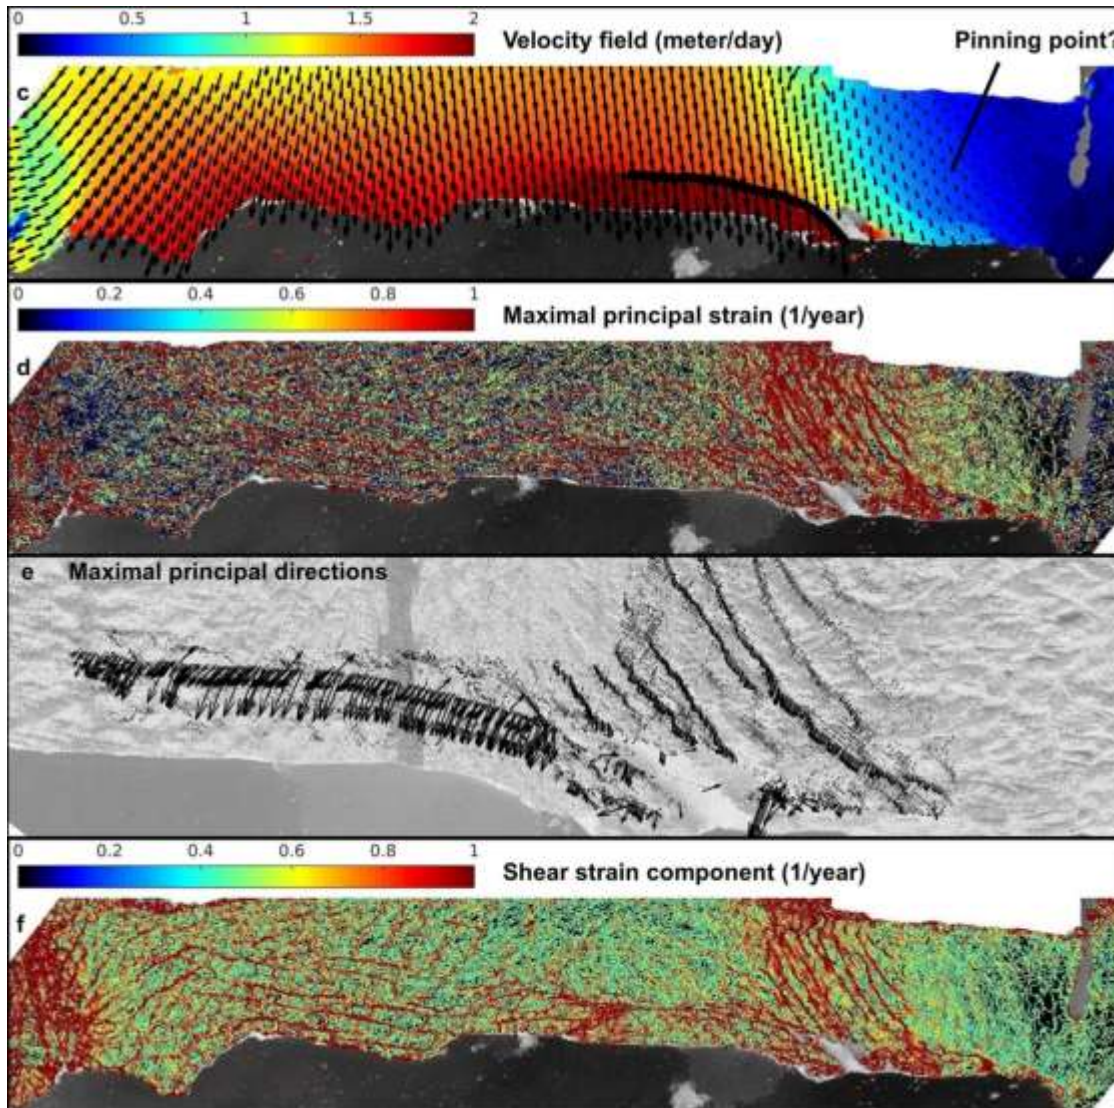 0 0.5 1 1.5 2
Velocity field (meter/day) Pinning point?
c
0 0.2 0.4 0.6 0.8 1
Maximal principal strain (1/year)
d
e Maximal principal directions
0 0.2 0.4 0.6 0.8 1
Shear strain component (1/year)
f